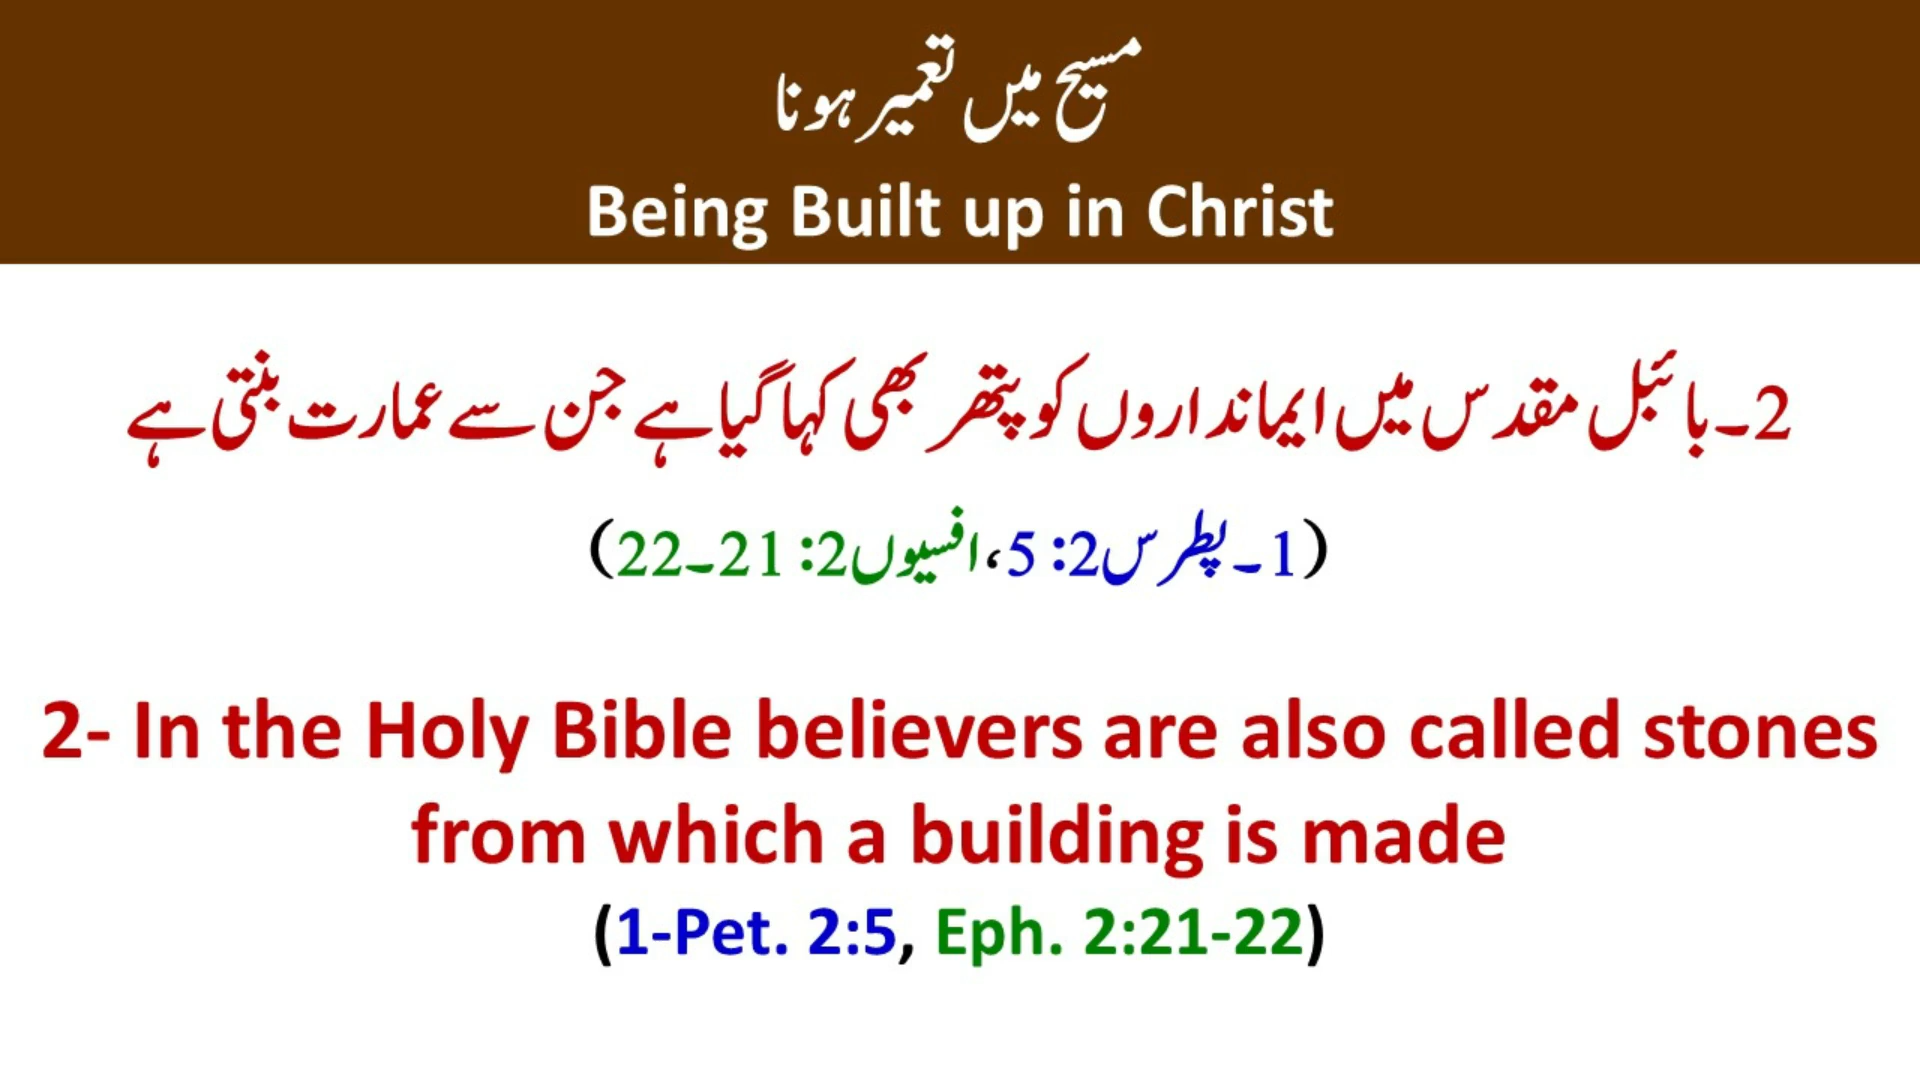 مسیح میں تعمیر ہونا
Being Built up in Christ
2۔بائبل مقدس میں ایمانداروں کو پتھر بھی کہا گیا ہے جن سے عمارت بنتی ہے
(1۔پطرس2: 5، افسیوں2: 21۔22)
2- In the Holy Bible believers are also called stones
from which a building is made
(1-Pet. 2:5, Eph. 2:21-22)